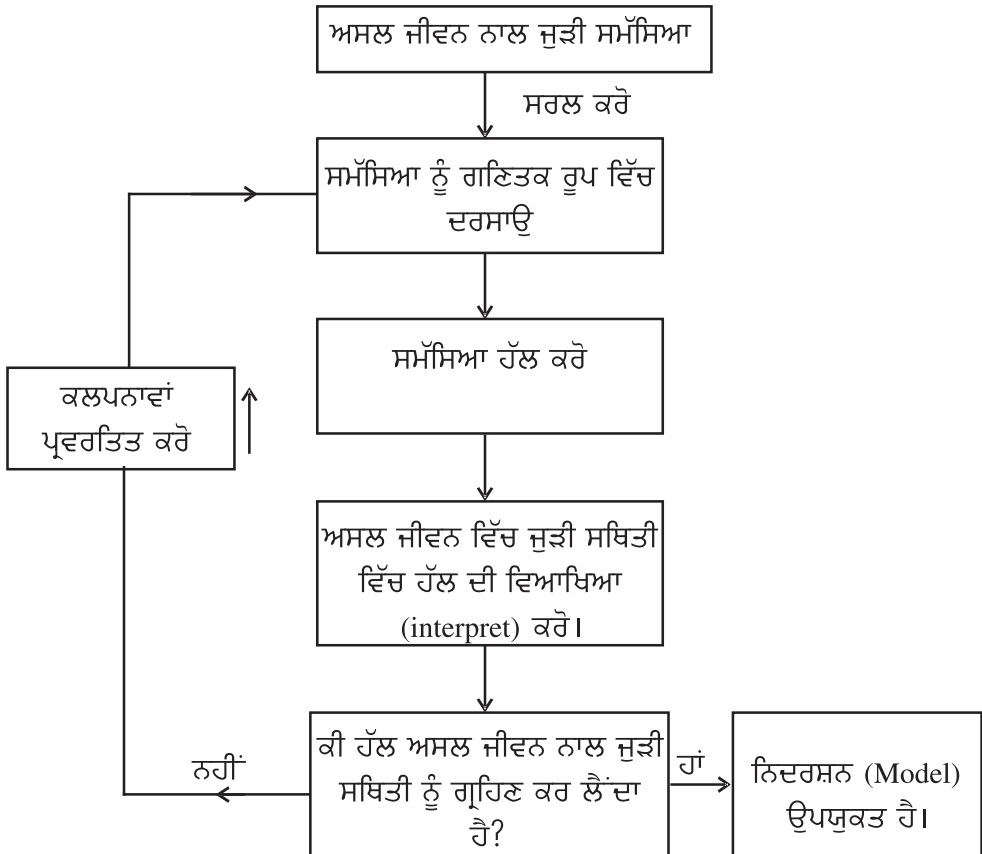 ਅਸਲ ਜੀਵਨ ਨਾਲ ਜੁੜੀ ਸਮੱਸਿਆ
ਸਰਲ ਕਰੋ
ਸਮੱਸਿਆ ਨੂੰ ਗਣਿਤਕ ਰੂਪ ਵਿੱਚ
ਦਰਸਾਉ
ਸਮੱਸਿਆ ਹੱਲ ਕਰੋ
ਕਲਪਨਾਵਾਂ
ਪ੍ਰਵਰਤਿਤ ਕਰੋ
ਅਸਲ ਜੀਵਨ ਵਿੱਚ ਜੁੜੀ ਸਥਿਤੀ
ਵਿੱਚ ਹੱਲ ਦੀ ਵਿਆਖਿਆ
(interpret) ਕਰੋ।
ਕੀ ਹੱਲ ਅਸਲ ਜੀਵਨ ਨਾਲ ਜੁੜੀ
ਸਥਿਤੀ ਨੂੰ ਗ੍ਰਹਿਣ ਕਰ ਲੈਂਦਾ
ਹੈ?
ਨਹੀਂ
ਹਾਂ
ਨਿਦਰਸ਼ਨ (Model)
ਉਪਯੁਕਤ ਹੈ।